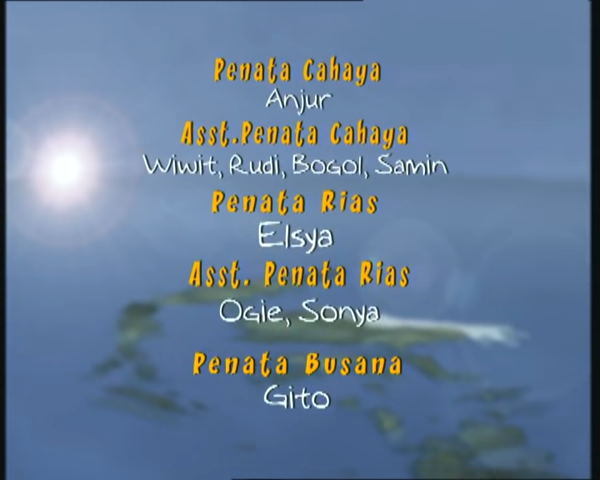 Penata Cahaya
Anjur
Asst.Penata Cahaya
Wiwit, Rudi, Bogol, Samin
Penata Rias
Elsya
Asst. Penata Rias
Ogie, Sonya
Penata Busana
Gito